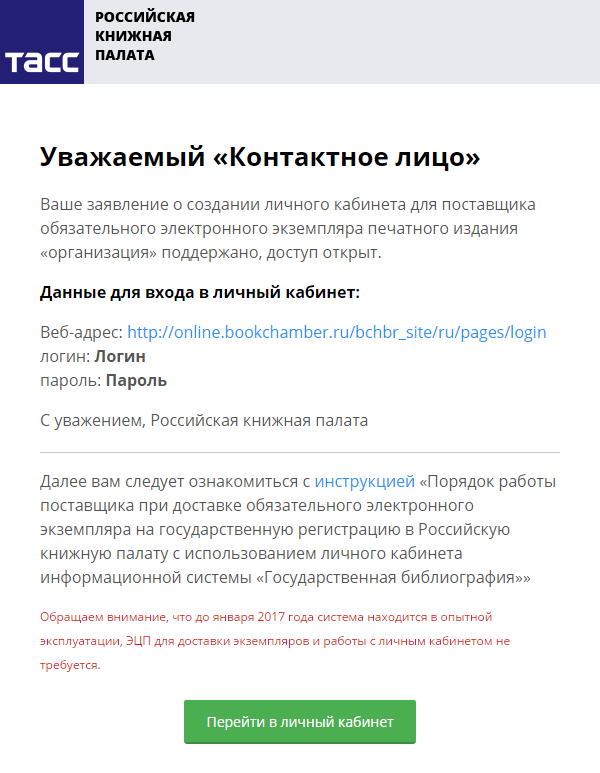 РОССИЙСКАЯ
КНИЖНАЯ
ПАЛАТА
ТАСС
Уважаемый «Контактное лицо»
Ваше заявление о создании личного кабинета для поставщика
обязательного электронного экземпляра печатного издания
«организация» поддержано, доступ открыт.
Данные для входа в личный кабинет:
Веб-адрес: http://online.bookchamber.ru/bchbr_site/ru/pages/login
логин: Логин
пароль: Пароль
С уважением, Российская книжная палата
Далее вам следует ознакомиться с инструкцией «Порядок работы
поставщика при доставке обязательного электронного
экземпляра на государственную регистрацию в Российскую
книжную палату с использованием личного кабинета
информационной системы «Государственная библиография»»
Обращаем внимание, что до января 2017 года система находится в опытной
эксплуатации, ЭЦП для доставки экземпляров и работы с личным кабинетом не
требуется.
Перейти в личный кабинет